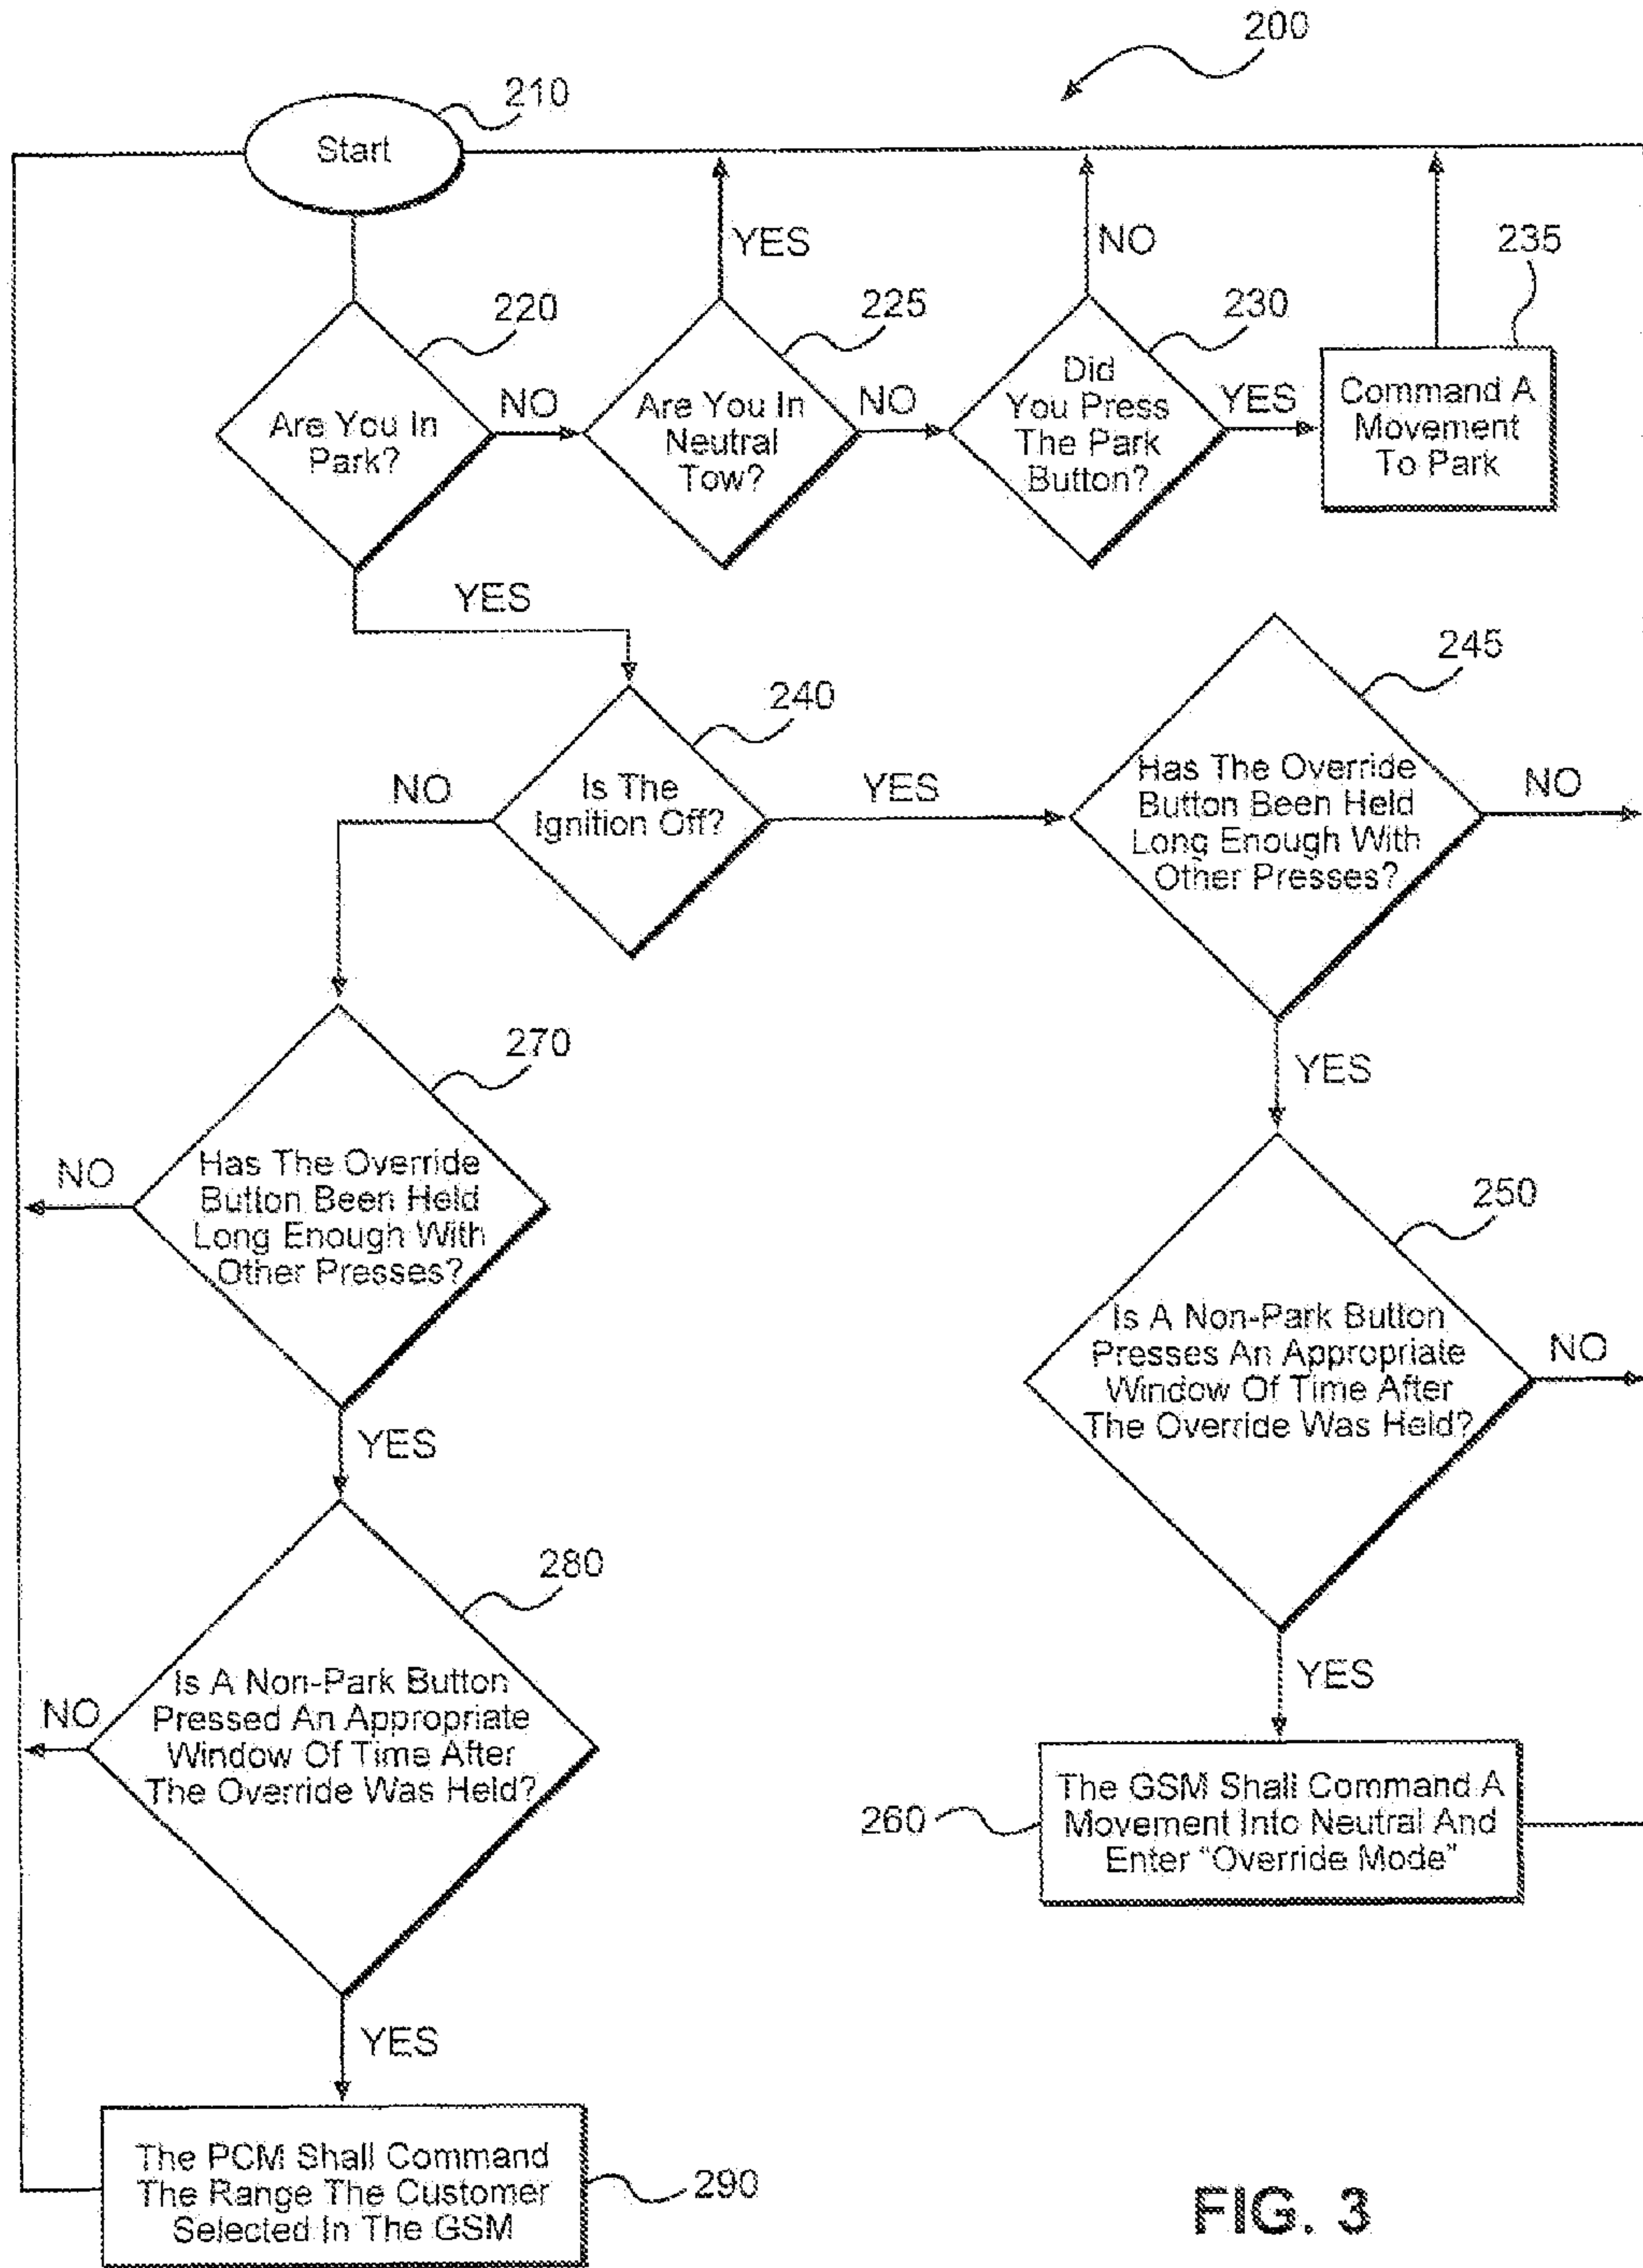 200
210
Start
YES
NO
235
220
225
230
Are You In
Park?
NO
Are You In
Neutral
Tow?
NO
Did
You Press
The Park
Button?
YES
Command A
Movement
To Park
YES
245
240
Is The
Ignition Off?
NO
YES
Has The Override
Button Been Held
Long Enough With
Other Presses?
NO
YES
270
Has The Override
Button Been Held
Long Enough With
Other Presses?
NO
YES
250
Is A Non-Park Button
Presses An Appropriate
Window Of Time After
The Override Was Held?
NO
YES
280
Is A Non-Park Button
Pressed An Appropriate
Window Of Time After
The Override Was Held?
NO
YES
260
The GSM Shall Command A
Movement Into Neutral And
Enter "Override Mode"
The PCM Shall Command
The Range The Customer
Selected In The GSM
290
FIG. 3